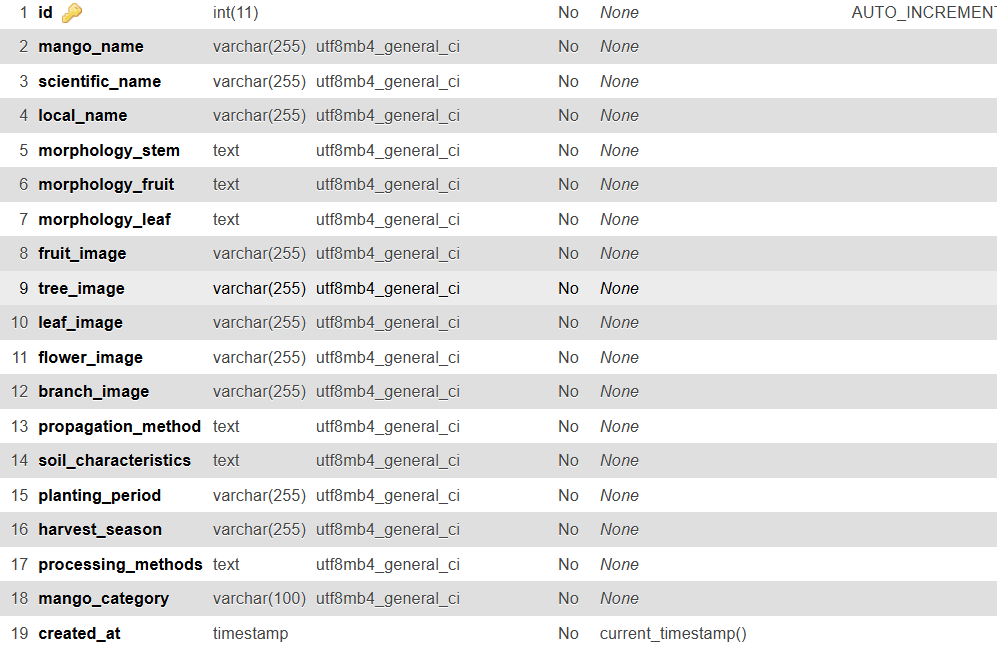 1 id int(11) No None AUTO_INCREMENT
2 mango_name varchar(255) utf8mb4_general_ci No None
3 scientific_name varchar(255) utf8mb4_general_ci No None
4 local_name varchar(255) utf8mb4_general_ci No None
5 morphology_stem text utf8mb4_general_ci No None
6 morphology_fruit text utf8mb4_general_ci No None
7 morphology_leaf text utf8mb4_general_ci No None
8 fruit_image varchar(255) utf8mb4_general_ci No None
9 tree_image varchar(255) utf8mb4_general_ci No None
10 leaf_image varchar(255) utf8mb4_general_ci No None
11 flower_image varchar(255) utf8mb4_general_ci No None
12 branch_image varchar(255) utf8mb4_general_ci No None
13 propagation_method text utf8mb4_general_ci No None
14 soil_characteristics text utf8mb4_general_ci No None
15 planting_period varchar(255) utf8mb4_general_ci No None
16 harvest_season varchar(255) utf8mb4_general_ci No None
17 processing_methods text utf8mb4_general_ci No None
18 mango_category varchar(100) utf8mb4_general_ci No None
19 created_at timestamp No current_timestamp()